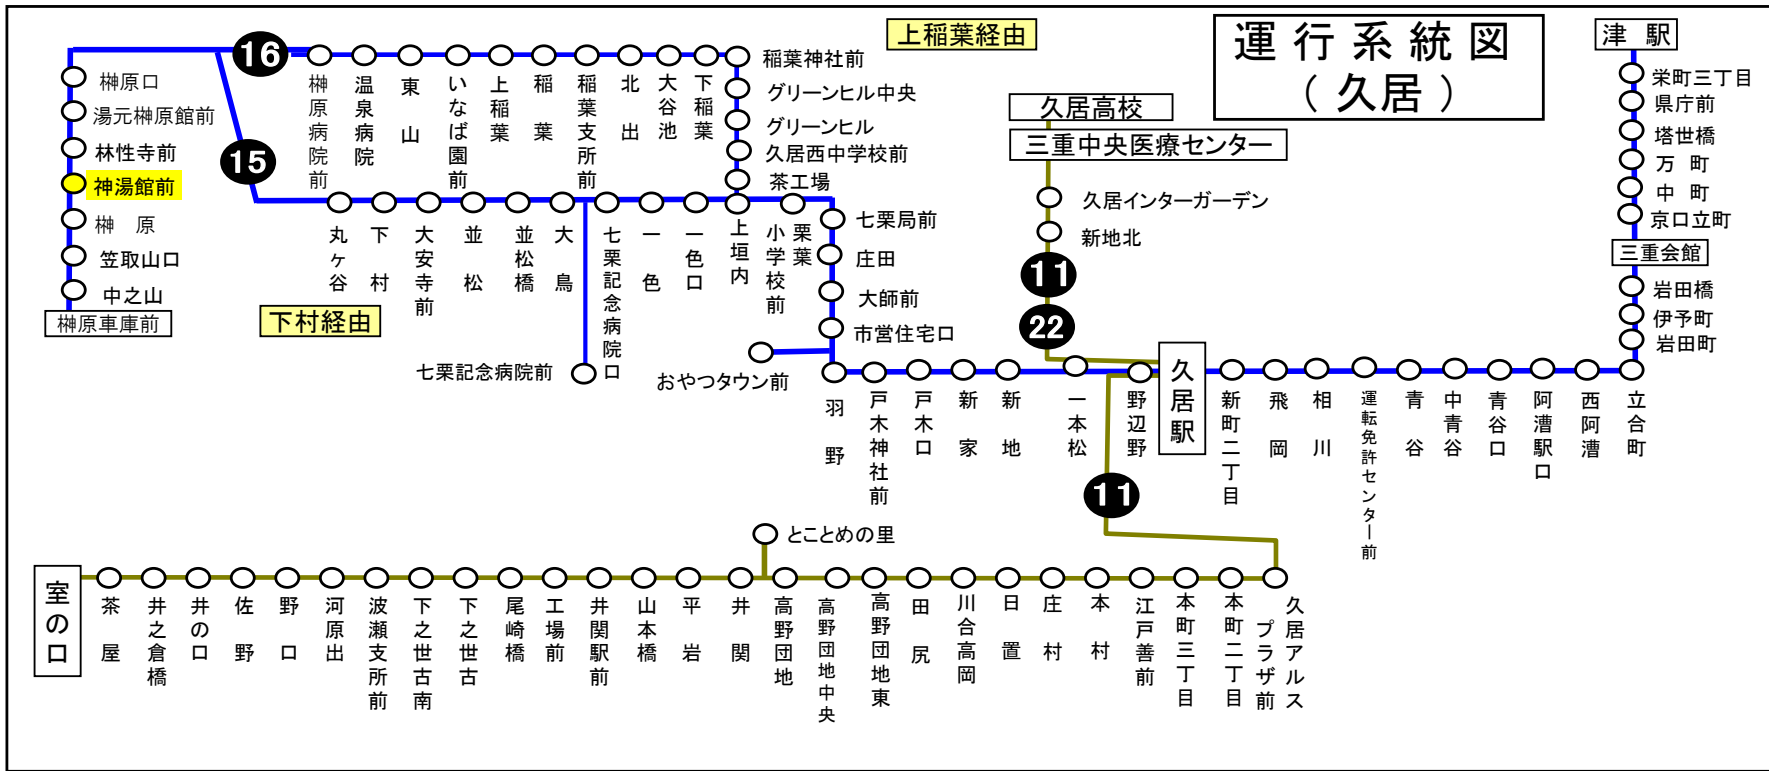 運行系統図
（久居）
上稲葉経由
津　駅
久居高校
三重中央医療センター
16
15
榊原口
湯元榊原館前
林性寺前
神湯館前
榊　原
笠取山口
中之山
榊原車庫前
榊原病院前
温泉病院
東　山
いなば園前
上稲葉
稲　葉
稲葉支所前
北　出
大谷池
下稲葉
稲葉神社前
グリーンヒル中央
グリーンヒル
久居西中学校前
茶工場
丸ヶ谷
下　村
大安寺前
並　松
並松橋
大　鳥
七栗記念病院口
一　色
一色口
上垣内
栗葉
小学校前
下村経由
七栗記念病院前
七栗局前
庄田
大師前
市営住宅口
おやつタウン前
久居インターガーデン
新地北
11
22
羽　野
戸木神社前
戸木口
新　家
新　地
一本松
野辺野
久居駅
新町二丁目
飛　岡
相　川
運転免許センター前
青　谷
中青谷
青谷口
阿漕駅口
西阿漕
立合町
栄町三丁目
県庁前
塔世橋
万　町
中　町
京口立町
三重会館
岩田橋
伊予町
岩田町
11
とことめの里
室の口
茶　屋
井之倉橋
井の口
佐　野
野　口
河原出
波瀬支所前
下之世古南
下之世古
尾崎橋
工場前
井関駅前
山本橋
平　岩
井　関
高野団地
高野団地中央
高野団地東
田　尻
川合高岡
日　置
庄　村
本　村
江戸善前
本町三丁目
本町二丁目
久居アルス
プラザ前